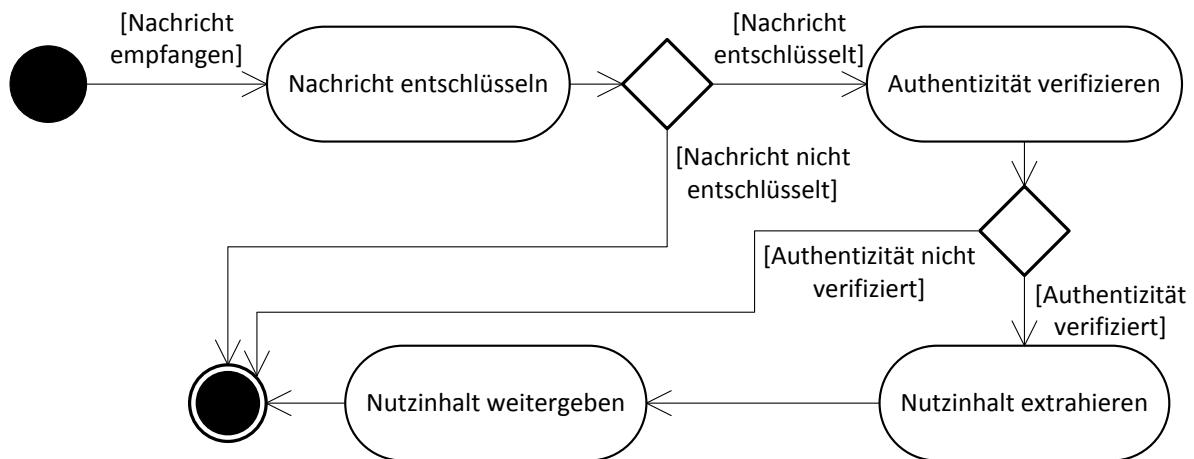 [Nachricht
empfangen]
Nachricht entschlüsseln
[Nachricht
entschlüsselt]
Authentizität verifizieren
[Nachricht nicht
entschlüsselt]
[Authentizität nicht
verifiziert]
[Authentizität
verifiziert]
Nutzinhalt weitergeben
Nutzinhalt extrahieren